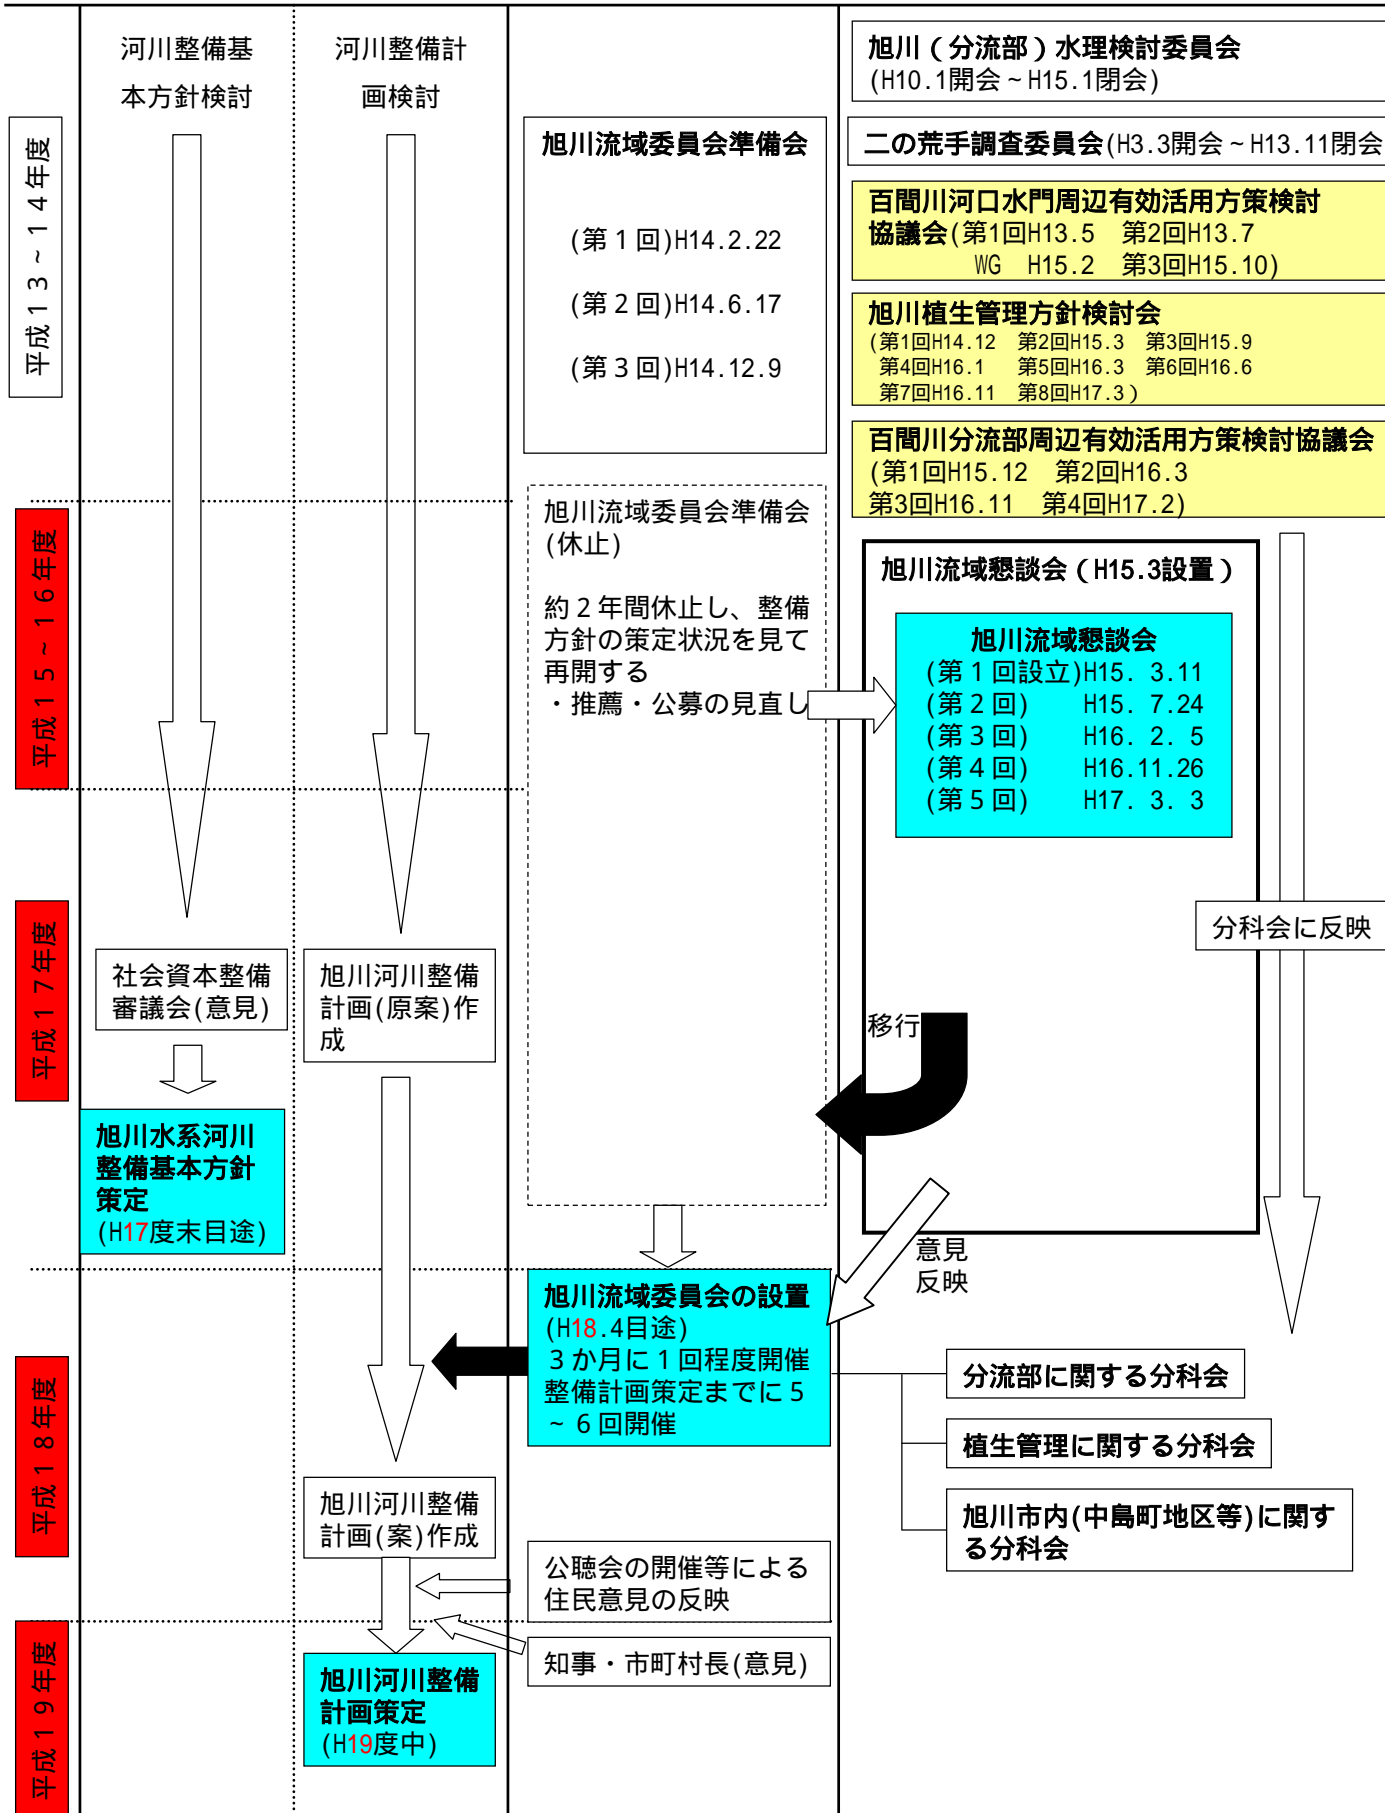 河川整備基
本方針検討
河川整備計
画検討
平成１３～１４年度
平成１５～１６年度
平成１７年度
平成１８年度
平成１９年度
社会資本整備
審議会(意見)
旭川水系河川
整備基本方針
策定
(H17度末目途)
旭川河川整備
計画(原案)作
成
旭川河川整備
計画(案)作成
旭川河川整備
計画策定
(H19度中)
旭川流域委員会準備会
(第１回)H14.2.22
(第２回)H14.6.17
(第３回)H14.12.9
旭川流域委員会準備会
(休止)
約２年間休止し、整備
方針の策定状況を見て
再開する
・推薦・公募の見直し
旭川流域委員会の設置
(H18.4目途)
３か月に１回程度開催
整備計画策定までに５
～６回開催
公聴会の開催等による
住民意見の反映
知事・市町村長(意見)
旭川（分流部）水理検討委員会
(H10.1開会～H15.1閉会)
二の荒手調査委員会(H3.3開会～H13.11閉会
百間川河口水門周辺有効活用方策検討
協議会(第1回H13.5　第2回H13.7
WG　H15.2　第3回H15.10)
旭川植生管理方針検討会
(第1回H14.12　第2回H15.3　第3回H15.9
第4回H16.1　第5回H16.3　第6回H16.6
第7回H16.11　第8回H17.3）
百間川分流部周辺有効活用方策検討協議会
(第1回H15.12　第2回H16.3
第3回H16.11　第4回H17.2)
旭川流域懇談会（H15.3設置）
旭川流域懇談会
(第１回設立)H15. 3.11
(第２回)　H15. 7.24
(第３回)　H16. 2. 5
(第４回)　H16.11.26
(第５回)　H17. 3. 3
分科会に反映
移行
意見
反映
分流部に関する分科会
植生管理に関する分科会
旭川市内(中島町地区等)に関す
る分科会